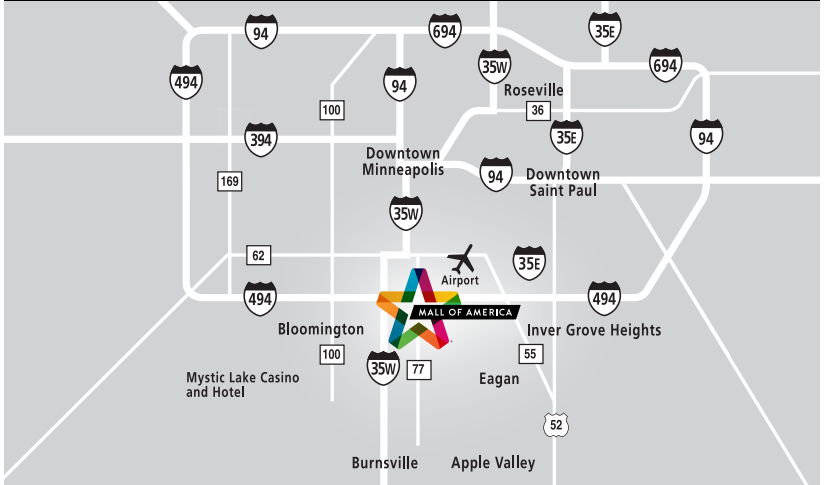 94
694
35E
494
35W
694
94
Roseville
100
36
394
35E
94
Downtown
Minneapolis
94
Downtown
Saint Paul
169
35W
62
35E
Airport
494
494
MALL OF AMERICA
Bloomington
Inver Grove Heights
100
55
35W
77
Mystic Lake Casino
and Hotel
Eagan
52
Burnsville
Apple Valley